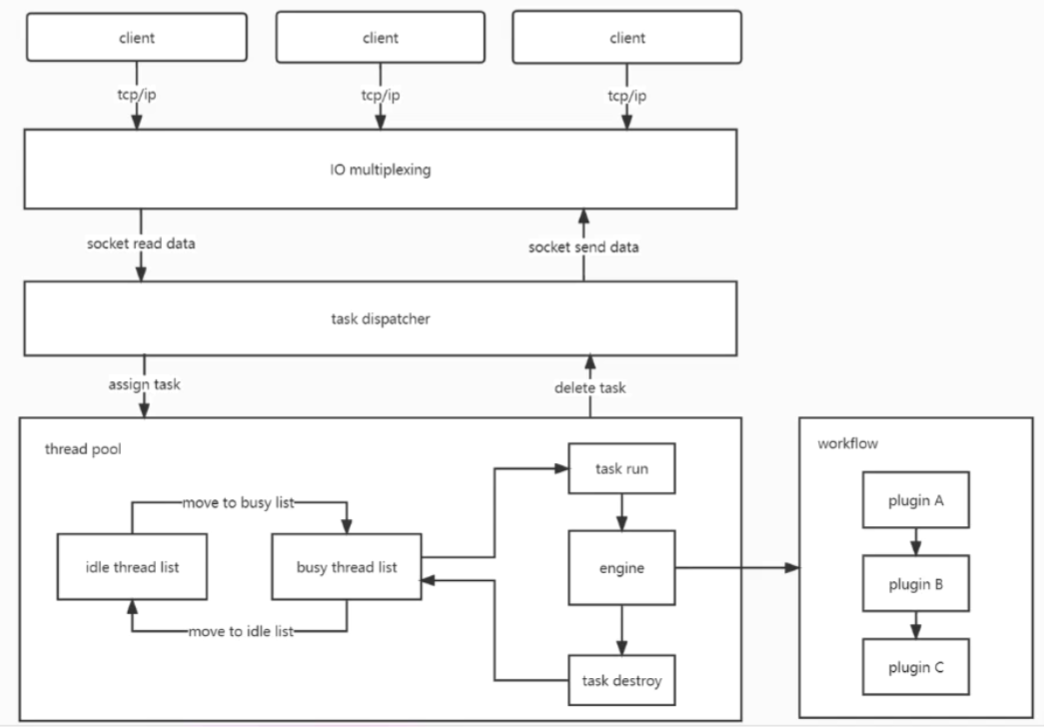 client
client
client
tcp/ip
tcp/ip
tcp/ip
IO multiplexing
socket read data
socket send data
task dispatcher
assign task
delete task
thread pool
workflow
task run
plugin A
move to busy list
idle thread list
busy thread list
engine
plugin B
move to idle list
task destroy
plugin C